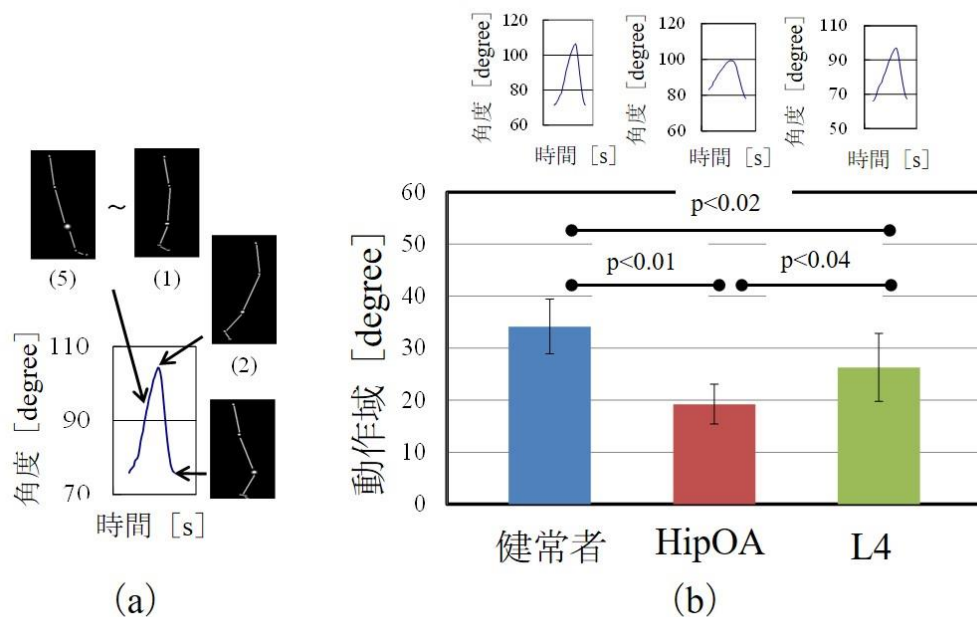 (5)
~
(1)
(2)
角度 [degree]
110
90
70
時間 [s]
(a)
角度 [degree]
120
100
80
60
時間 [s]
角度 [degree]
120
100
80
60
時間 [s]
角度 [degree]
110
90
70
50
時間 [s]
動作域 [degree]
60
50
40
30
20
10
0
p<0.02
p<0.01
p<0.04
健常者
HipOA
L4
(b)